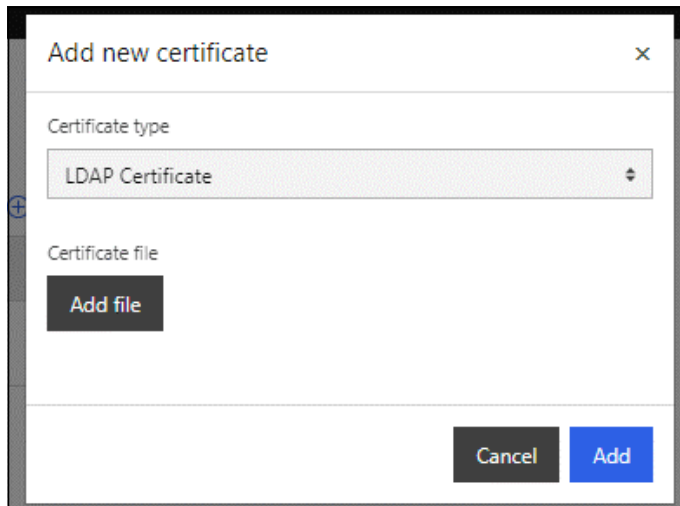 Add new certificate
×
Certificate type
LDAP Certificate
Certificate file
Add file
Cancel Add